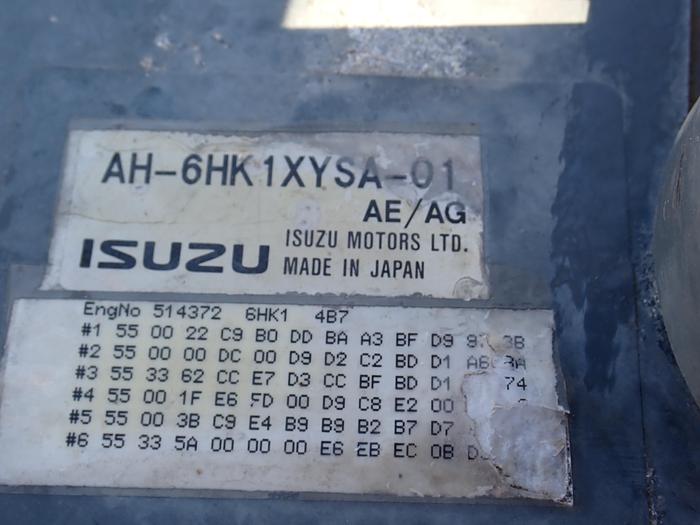 AH-6HK1XYSA-01
AE/AG
ISUZU
ISUZU MOTORS LTD.
MADE IN JAPAN
EngNo 514372 6HK1 4B7
#1 55 00 22 C9 B0 DD BA A3 BF D9 3B
#2 55 00 00 DC 00 D9 D2 C2 BD D1
#3 55 33 62 CC E7 D3 CC BF BD D1 74
#4 55 00 1F E6 FD 00 D9 C8 E2 00
#5 55 00 3B C9 E4 B9 B9 B2 B7 D7
#6 55 33 5A 00 00 00 E6 EB EC 0B